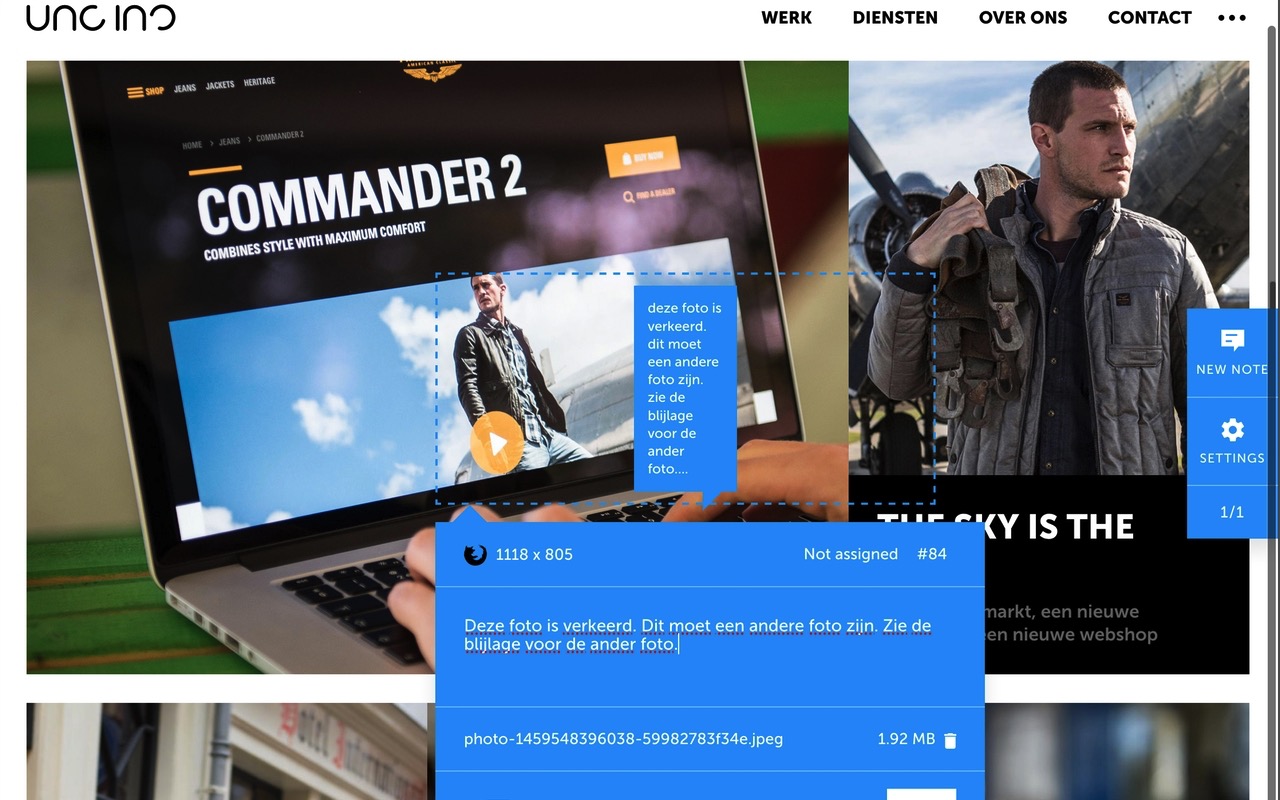 unc inc
WERK
DIENSTEN
OVER ONS
CONTACT
AMERICAN CLASSIC
SHOP
JEANS
JACKETS
HERITAGE
HOME > JEANS > COMMANDER 2
COMMANDER 2
COMBINES STYLE WITH MAXIMUM COMFORT
BUY NOW
FIND A DEALER
deze foto is
verkeerd.
dit moet
een andere
foto zijn.
zie de
blijlage
voor de
ander
foto....
NEW NOTE
SETTINGS
1/1
THE SKY IS THE
markt, een nieuwe
een nieuwe webshop
1118 x 805
Not assigned
#84
Deze foto is verkeerd. Dit moet een andere foto zijn. Zie de
blijlage voor de ander foto.
photo-1459548396038-59982783f34e.jpeg
1.92 MB
Hotel International